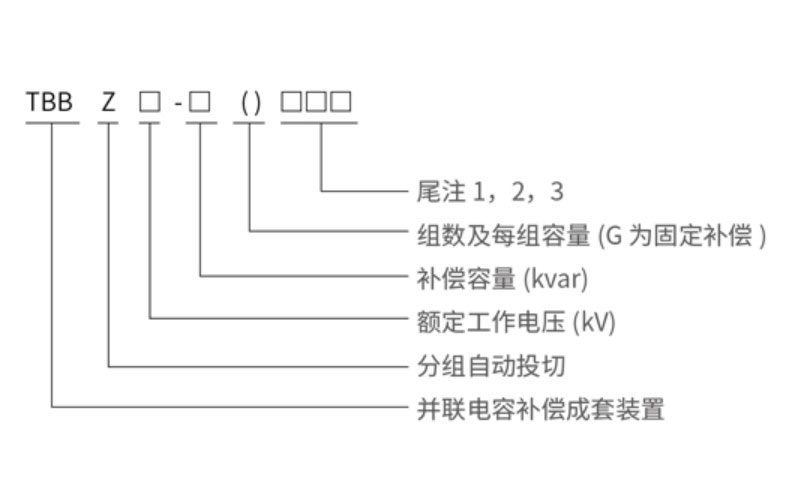 TBB Z □ - □ () □□□
尾注 1，2，3
组数及每组容量 (G 为固定补偿 )
补偿容量 (kvar)
额定工作电压 (kV)
分组自动投切
并联电容补偿成套装置